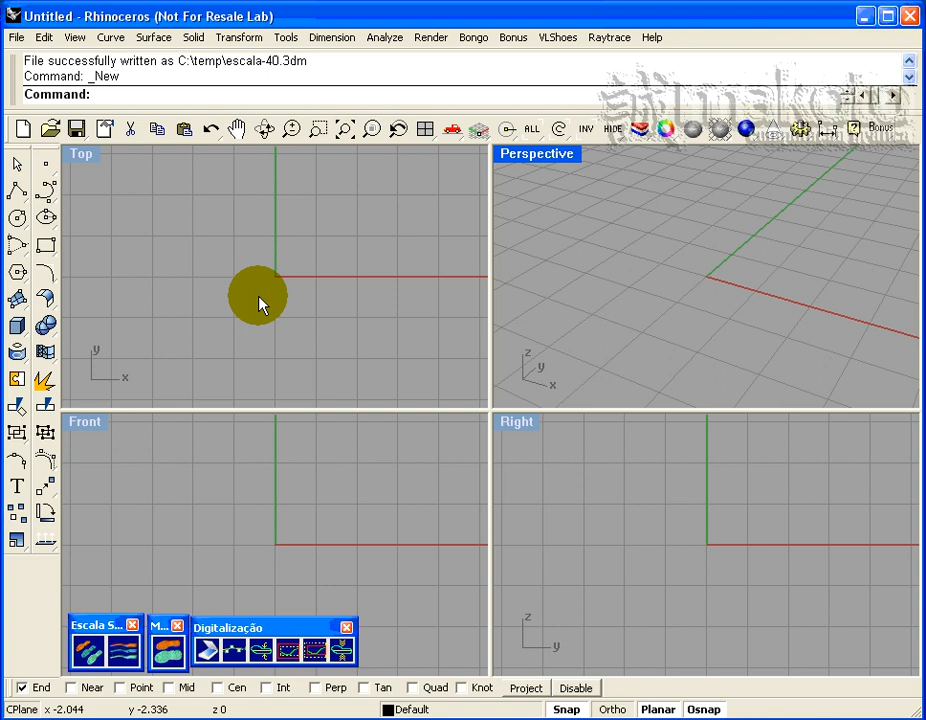 Untitled - Rhinoceros (Not For Resale Lab)
File Edit View Curve Surface Solid Transform Tools Dimension Analyze Render Bongo Bonus VLShoes Raytrace Help
File successfully written as C:\temp\escala-40.3dm
Command: _New
Command:
ALL INV HIDE Bonus
Top
Perspective
y
x
z
y
x
Front
Right
z
y
Escala S...
M...
Digitalização
T
End Near Point Mid Cen Int Perp Tan Quad Knot Project Disable
CPlane x -2.044 y -2.336 z 0 Default Snap Ortho Planar Osnap